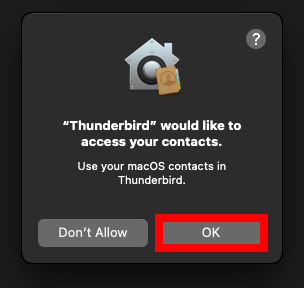 ?
“Thunderbird” would like to
access your contacts.
Use your macOS contacts in
Thunderbird.
Don’t Allow
OK